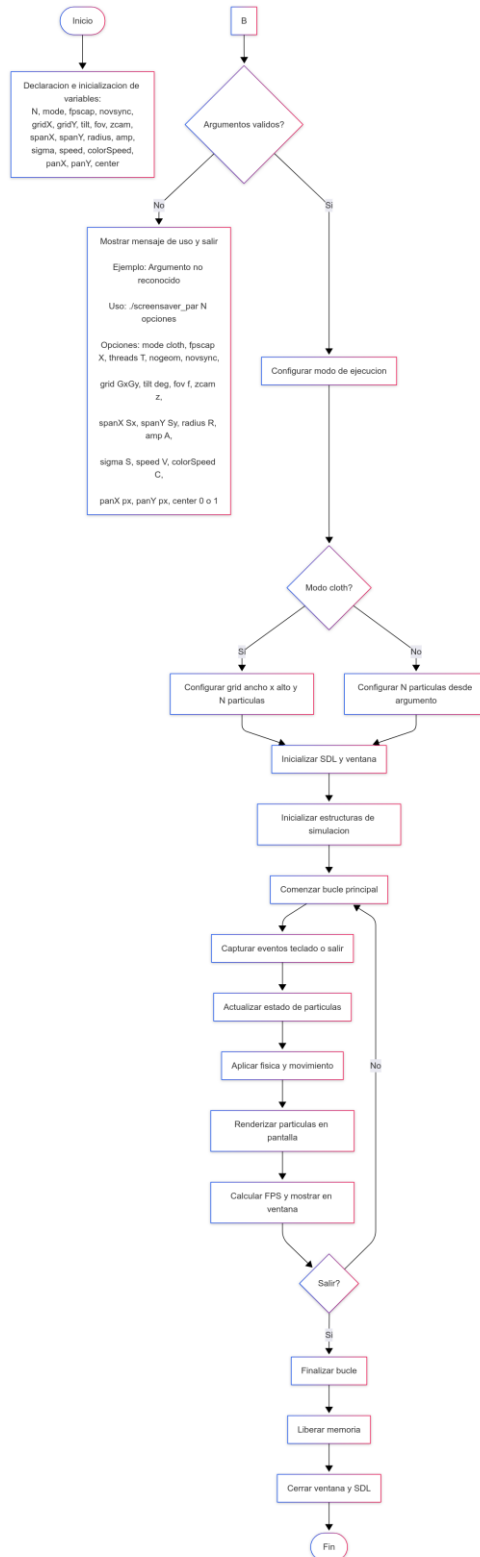 Inicio
B
Declaracion e inicializacion de
variables:
N, mode, fpscap, novsync,
gridX, gridY, tilt, fov, zcam,
spanX, spanY, radius, amp,
sigma, speed, colorSpeed,
panX, panY, center
Argumentos validos?
No
Si
Mostrar mensaje de uso y salir
Ejemplo: Argumento no
reconocido
Uso: ./screensaver_par N
opciones
Opciones: mode cloth, fpscap
X, threads T, nogeom, novsync,
grid GxGy, tilt deg, fov f, zcam
z,
spanX Sx, spanY Sy, radius R,
amp A,
sigma S, speed V, colorSpeed
C,
panX px, panY py, center 0 o 1
Configurar modo de ejecucion
Modo cloth?
Si
No
Configurar grid ancho x alto y
N particulas
Configurar N particulas desde
argumento
Inicializar SDL y ventana
Inicializar estructuras de
simulacion
Comenzar bucle principal
Capturar eventos teclado o salir
Actualizar estado de particulas
Aplicar fisica y movimiento
No
Renderizar particulas en
pantalla
Calcular FPS y mostrar en
ventana
Salir?
Si
Finalizar bucle
Liberar memoria
Cerrar ventana y SDL
Fin